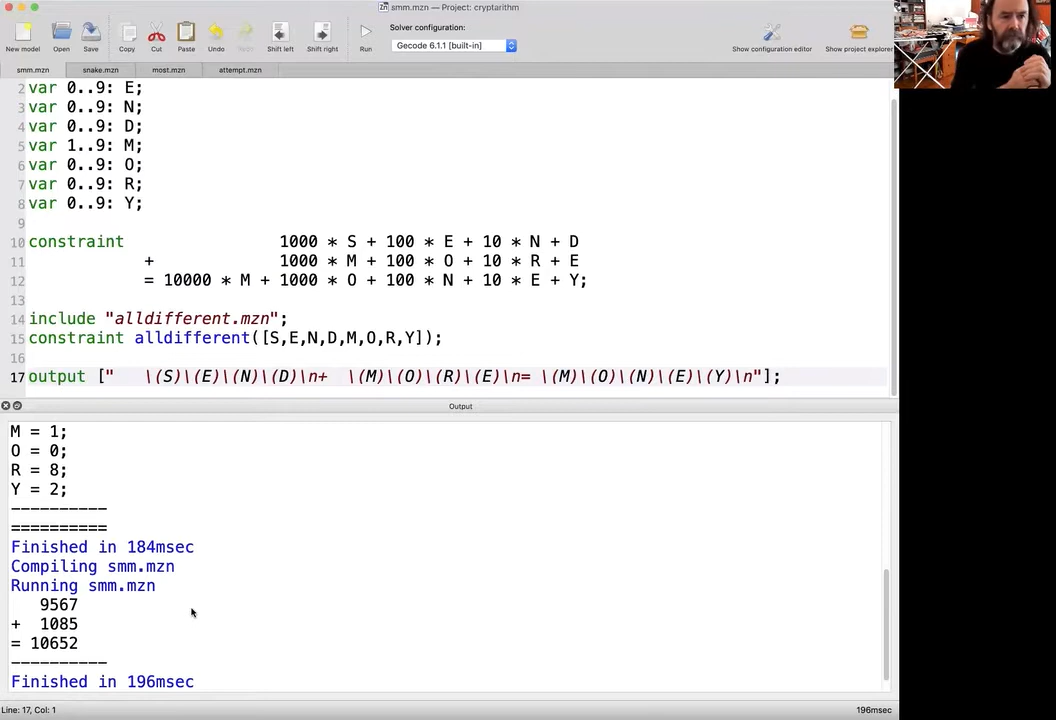 smm.mzn — Project: cryptarithm
Solver configuration:
New model Open Save Copy Cut Paste Undo Redo Shift left Shift right Run Gecode 6.1.1 [built-in] Show configuration editor Show project explorer
smm.mzn snake.mzn most.mzn attempt.mzn
2 var 0..9: E;
3 var 0..9: N;
4 var 0..9: D;
5 var 1..9: M;
6 var 0..9: O;
7 var 0..9: R;
8 var 0..9: Y;
9
10 constraint 1000 * S + 100 * E + 10 * N + D
11 + 1000 * M + 100 * O + 10 * R + E
12 = 10000 * M + 1000 * O + 100 * N + 10 * E + Y;
13
14 include "alldifferent.mzn";
15 constraint alldifferent([S,E,N,D,M,O,R,Y]);
16
17 output ["   \(S)\(E)\(N)\(D)\n+  \(M)\(O)\(R)\(E)\n= \(M)\(O)\(N)\(E)\(Y)\n"];
Output
M = 1;
O = 0;
R = 8;
Y = 2;
----------
==========
Finished in 184msec
Compiling smm.mzn
Running smm.mzn
9567
+ 1085
= 10652
----------
Finished in 196msec
Line: 17, Col: 1 196msec